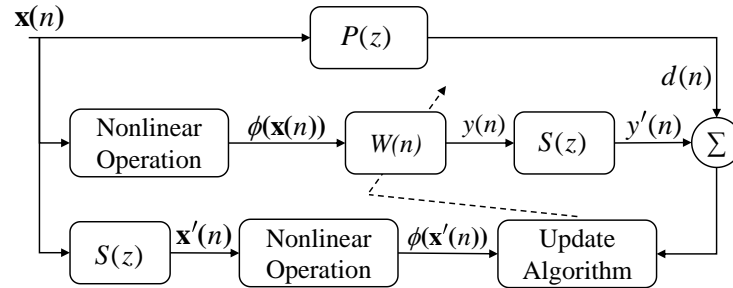 x(n)
P(z)
d(n)
Nonlinear
Operation
ϕ(x(n))
W(n)
y(n)
S(z)
y'(n)
Σ
S(z)
x'(n)
Nonlinear
Operation
ϕ(x'(n))
Update
Algorithm